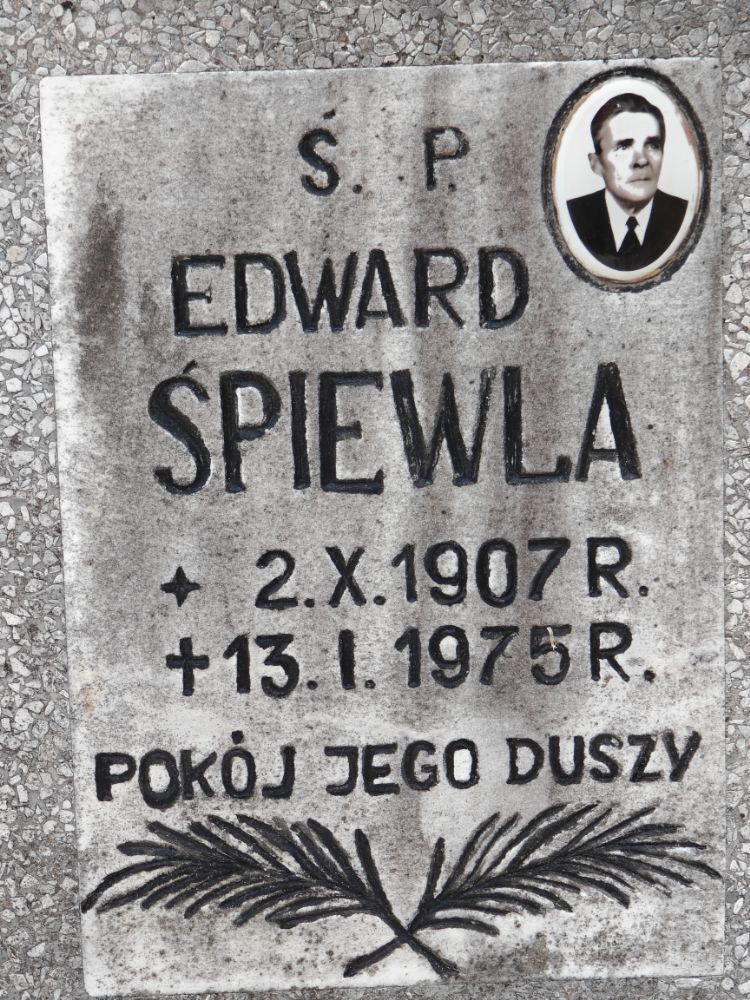 Ś. P.
EDWARD
ŚPIEWLA
2.X.1907 R.
13.I.1975 R.
POKÓJ JEGO DUSZY